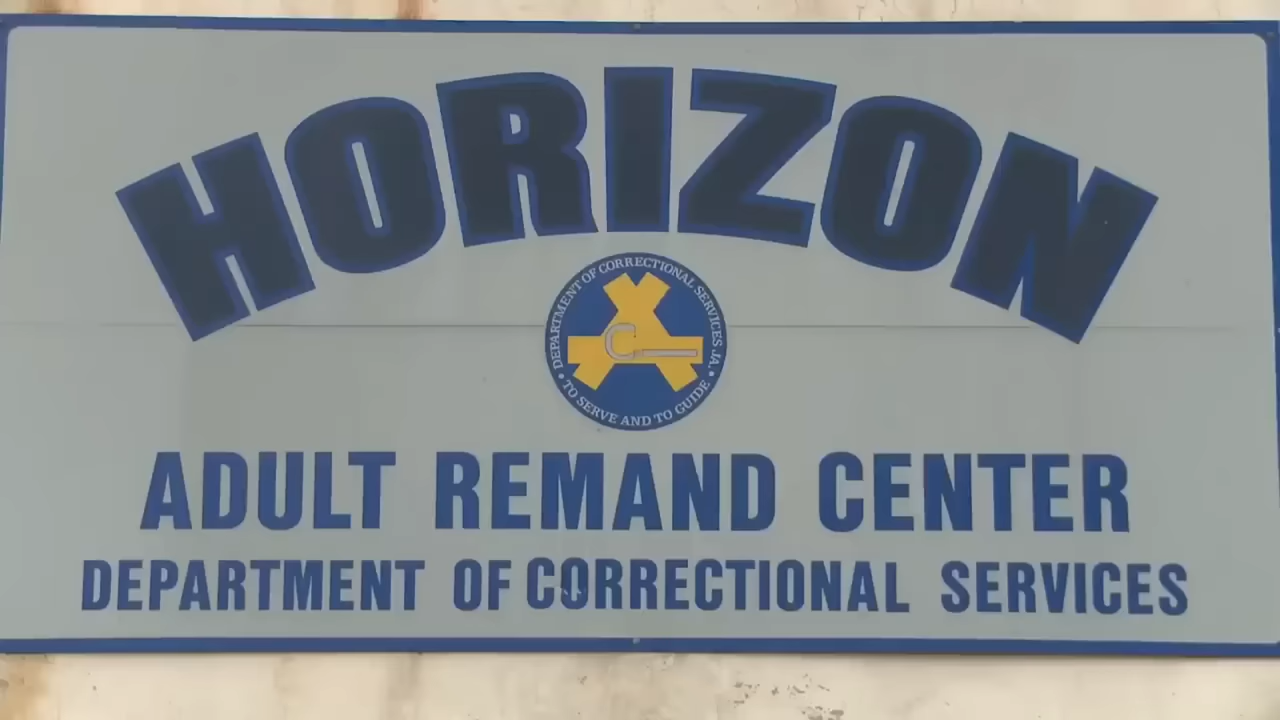 HORIZON
DEPARTMENT OF CORRECTIONAL SERVICES JA.
• TO SERVE AND TO GUIDE •
ADULT REMAND CENTER
DEPARTMENT OF CORRECTIONAL SERVICES